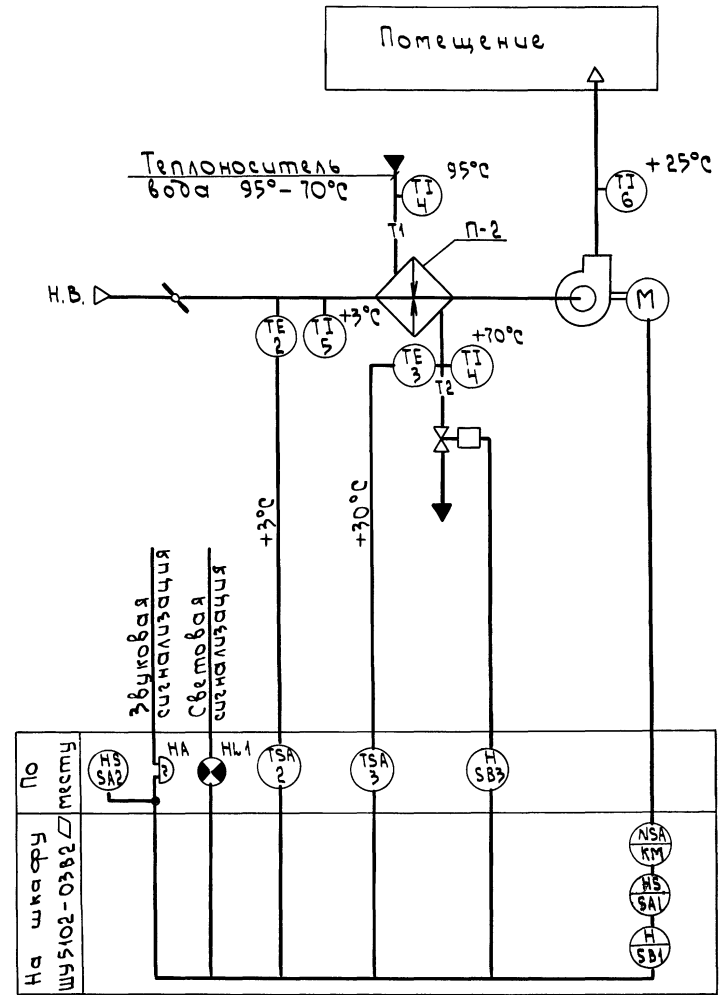 Помещение
Теплоноситель
вода 95°-70°С
95°С
TI
4
+25°С
TI
6
T1
П-2
Н.В.
M
TE
2
TI
5
+3°С
TE
3
TI
4
+70°С
T2
+3°С
+30°С
Звуковая
сигнализация
Световая
сигнализация
По
месту
HS
SA2
HA
HL1
TSA
2
TSA
3
H
SB3
На шкафу
ШУ5102-03В2
NSA
KM
HS
SA1
H
SB1